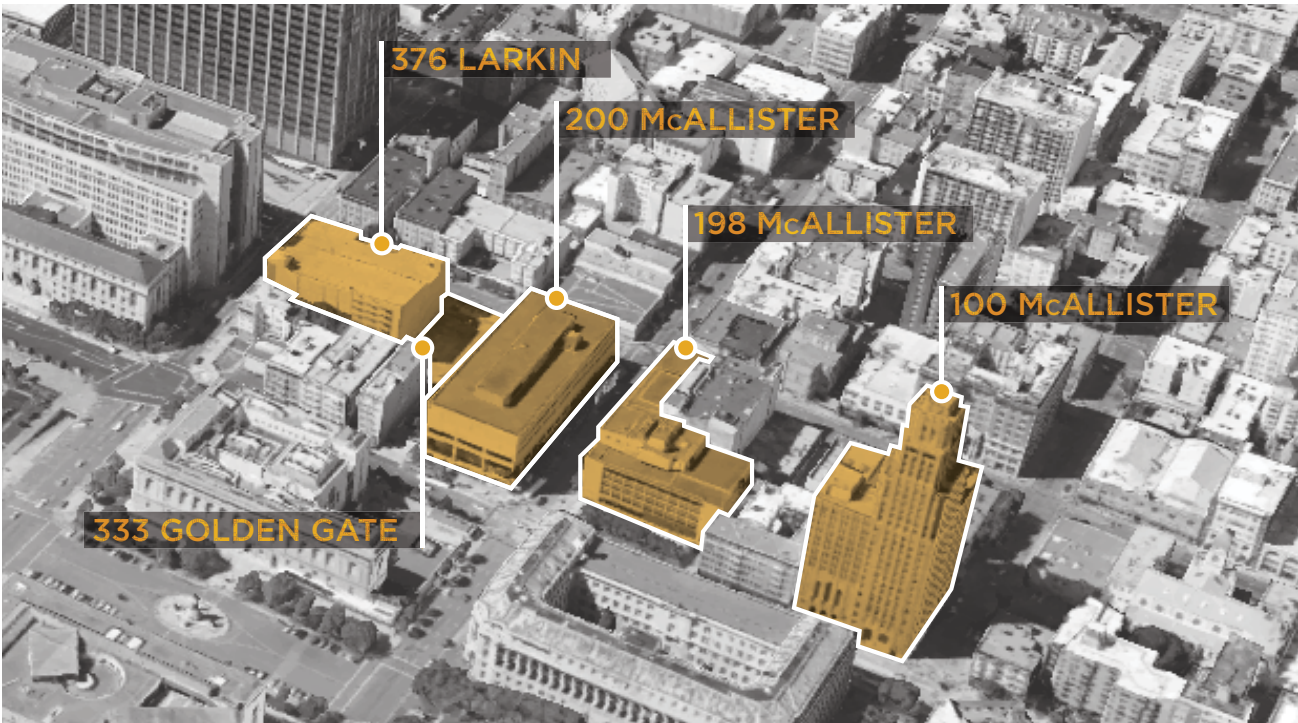 376 LARKIN
200 McALLISTER
198 McALLISTER
100 McALLISTER
333 GOLDEN GATE